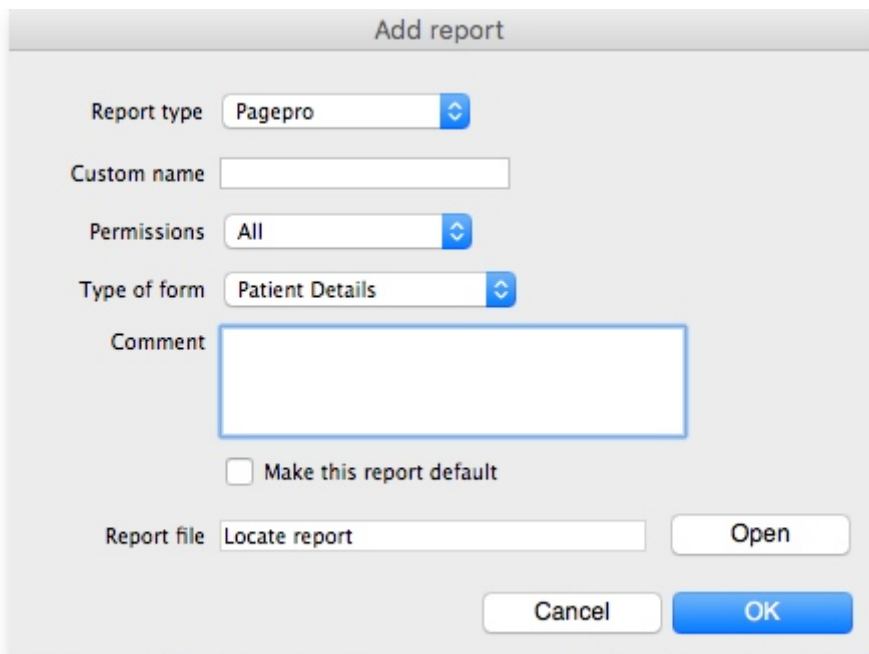 Add report
Report type Pagepro
Custom name
Permissions All
Type of form Patient Details
Comment
Make this report default
Report file Locate report Open
Cancel OK